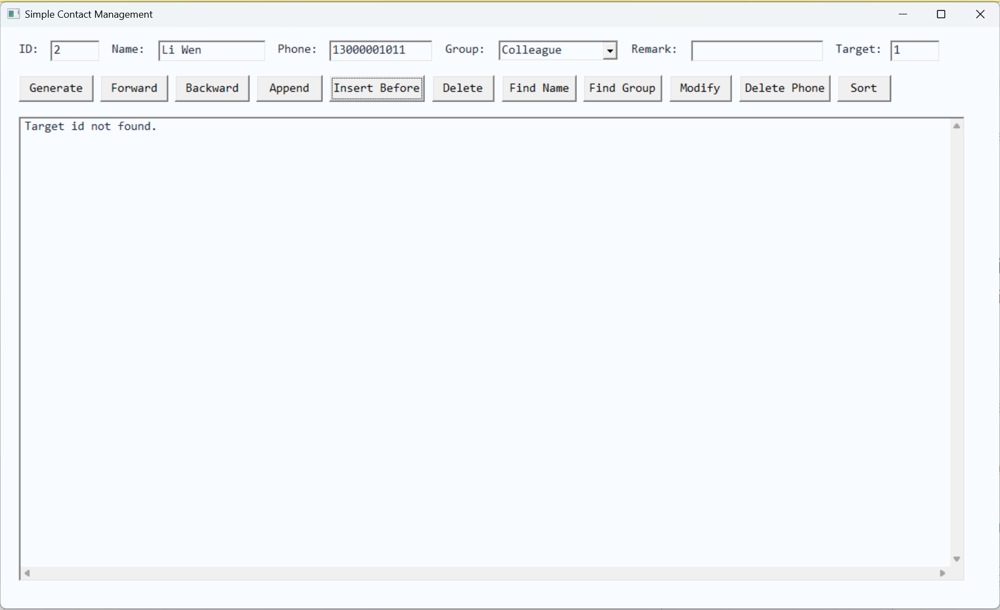 Simple Contact Management
ID: 2 Name: Li Wen Phone: 13000001011 Group: Colleague Remark: Target: 1
Generate Forward Backward Append Insert Before Delete Find Name Find Group Modify Delete Phone Sort
Target id not found.